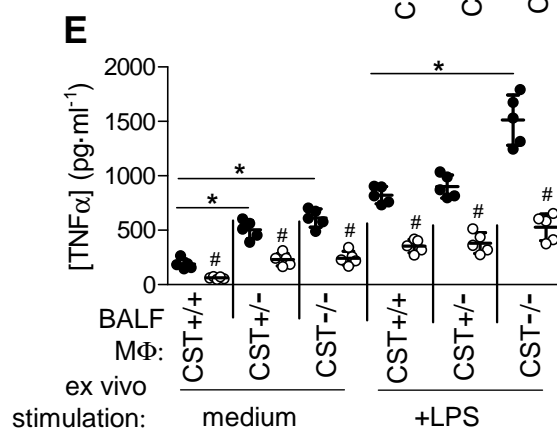 C C C
E
* 
2000
1500
* 
1000
* 
500
0
[TNFα] (pg·ml⁻¹)
# # # # # #
BALF
MΦ: CST+/+ CST+/- CST-/- CST+/+ CST+/- CST-/-
ex vivo
stimulation: medium +LPS